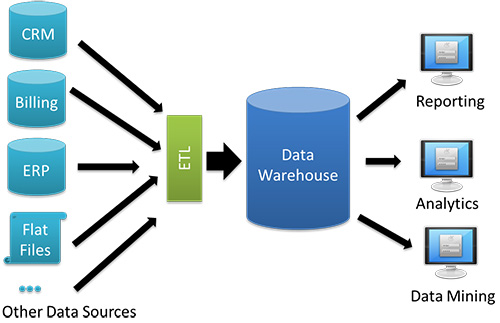 CRM
Billing
ERP
Flat
Files
Other Data Sources
ETL
Data
Warehouse
Reporting
Analytics
Data Mining